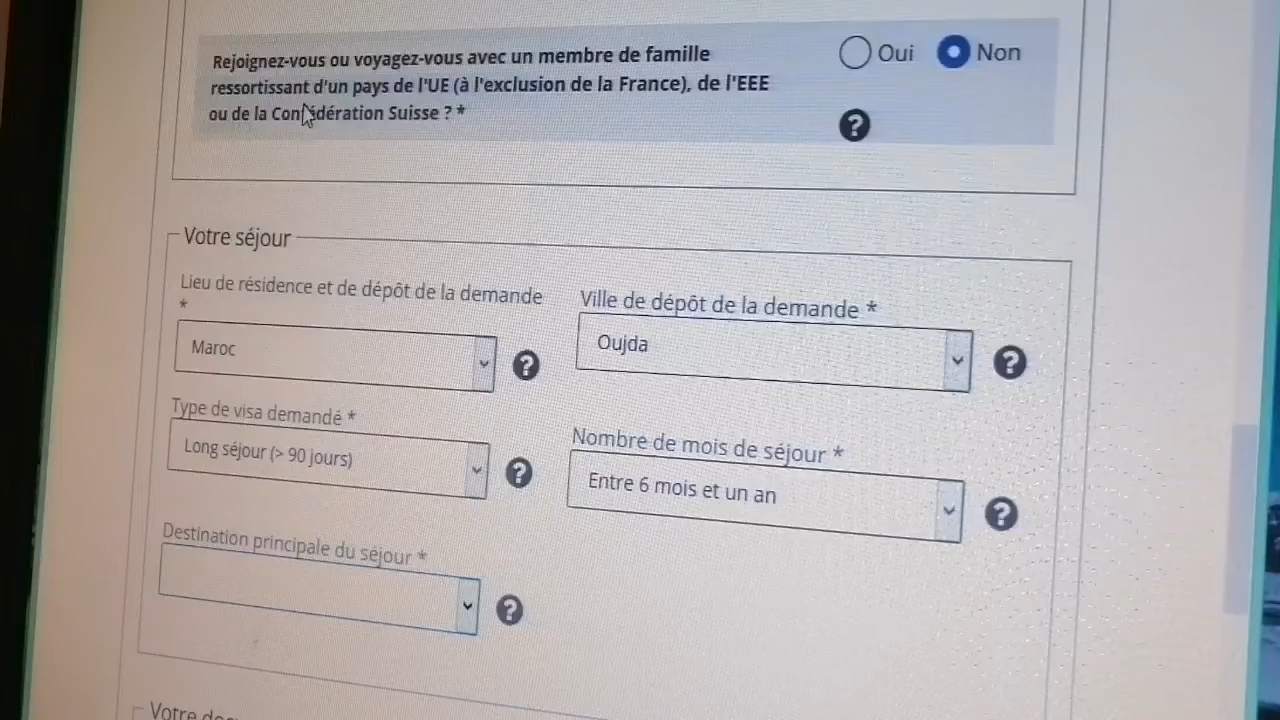 Rejoignez-vous ou voyagez-vous avec un membre de famille
ressortissant d'un pays de l'UE (à l'exclusion de la France), de l'EEE
ou de la Confédération Suisse ? *
Oui
Non
?
Votre séjour
Lieu de résidence et de dépôt de la demande
*
Maroc
?
Ville de dépôt de la demande *
Oujda
?
Type de visa demandé *
Long séjour (> 90 jours)
?
Nombre de mois de séjour *
Entre 6 mois et un an
?
Destination principale du séjour *
?
Votre